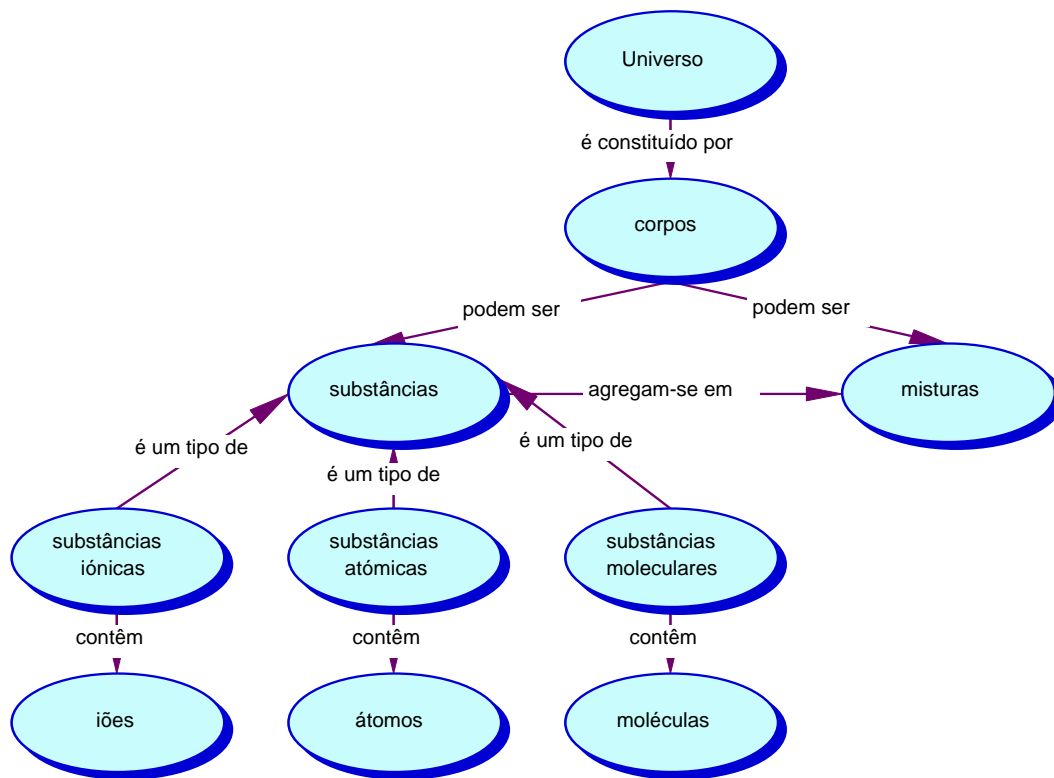 Universo
é constituído por
corpos
podem ser
podem ser
substâncias
agregam-se em
misturas
é um tipo de
é um tipo de
é um tipo de
substâncias
iónicas
substâncias
atómicas
substâncias
moleculares
contêm
contêm
contêm
iões
átomos
moléculas